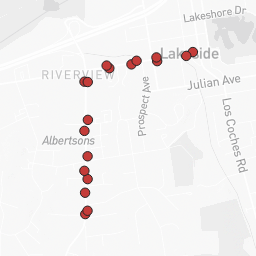 Lakeshore Dr
Lakeside
RIVERVIEW
Julian Ave
Prospect Ave
Los Coches Rd
Albertsons